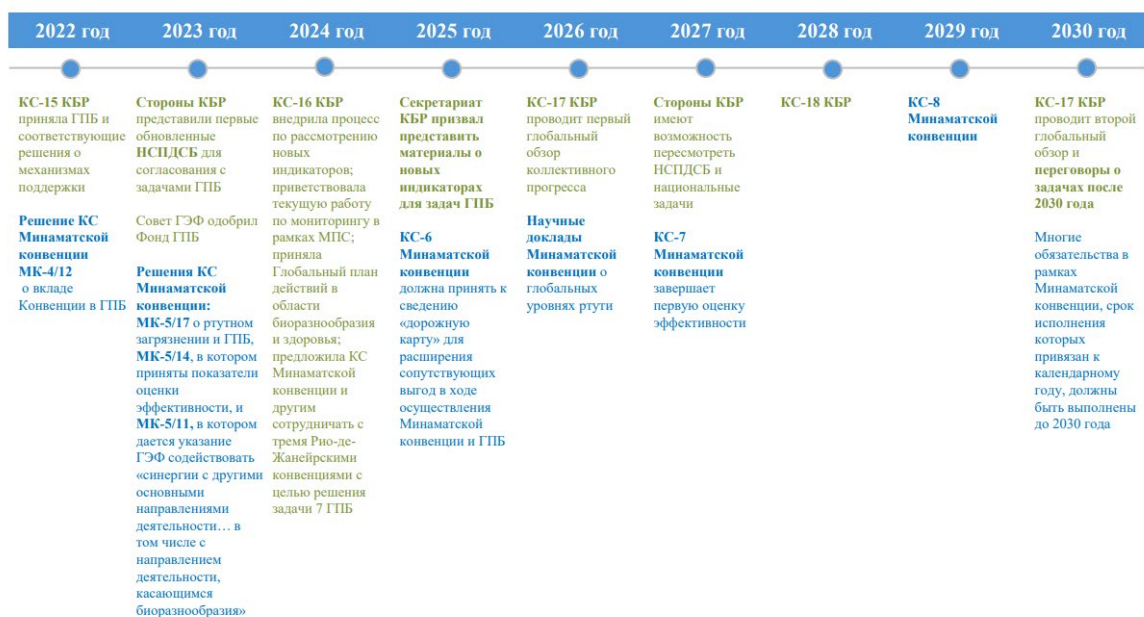 2022 год
2023 год
2024 год
2025 год
2026 год
2027 год
2028 год
2029 год
2030 год
КС-15 КБР
приняла ГПБ и
соответствующие
решения о
механизмах
поддержки
Решение КС
Минаматской
конвенции
МК-4/12
о вкладе
Конвенции в ГПБ
Стороны КБР
представили первые
обновленные
НСПДСБ для
согласования с
задачами ГПБ
Совет ГЭФ одобрил
Фонд ГПБ
Решения КС
Минаматской
конвенции:
МК-5/17 о ртутном
загрязнении и ГПБ,
МК-5/14, в котором
приняты показатели
оценки
эффективности, и
МК-5/11, в котором
дается указание
ГЭФ содействовать
«синергии с другими
основными
направлениями
деятельности… в
том числе с
направлением
деятельности,
касающимся
биоразнообразия»
КС-16 КБР
внедрила процесс
по рассмотрению
новых
индикаторов;
приветствовала
текущую работу
по мониторингу в
рамках МПС;
приняла
Глобальный план
действий в
области
биоразнообразия
и здоровья;
предложила КС
Минаматской
конвенции и
другим
сотрудничать с
тремя Рио-де-
Жанейрскими
конвенциями с
целью решения
задачи 7 ГПБ
Секретариат
КБР призвал
представить
материалы о
новых
индикаторах
для задач ГПБ
КС-6
Минаматской
конвенции
должна принять к
сведению
«дорожную
карту» для
расширения
сопутствующих
выгод в ходе
осуществления
Минаматской
конвенции и ГПБ
КС-17 КБР
проводит первый
глобальный
обзор
коллективного
прогресса
Научные
доклады
Минаматской
конвенции о
глобальных
уровнях ртути
Стороны КБР
имеют
возможность
пересмотреть
НСПДСБ и
национальные
задачи
КС-7
Минаматской
конвенции
завершает
первую оценку
эффективности
КС-18 КБР
КС-8
Минаматской
конвенции
КС-17 КБР
проводит второй
глобальный
обзор и
переговоры о
задачах после
2030 года
Многие
обязательства в
рамках
Минаматской
конвенции, срок
исполнения
которых
привязан к
календарному
году, должны
быть выполнены
до 2030 года